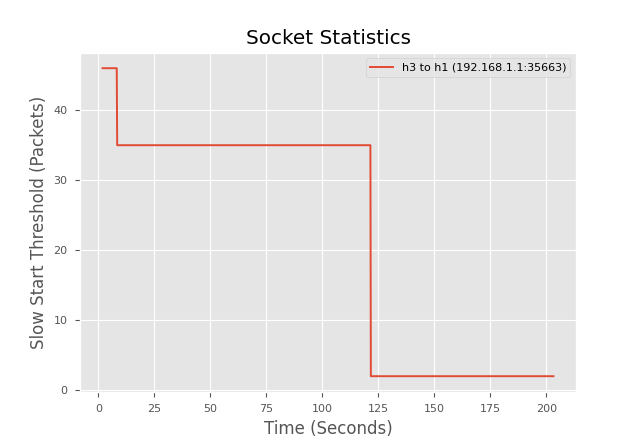 Socket Statistics
h3 to h1 (192.168.1.1:35663)
Slow Start Threshold (Packets)
40
30
20
10
0
0 25 50 75 100 125 150 175 200
Time (Seconds)